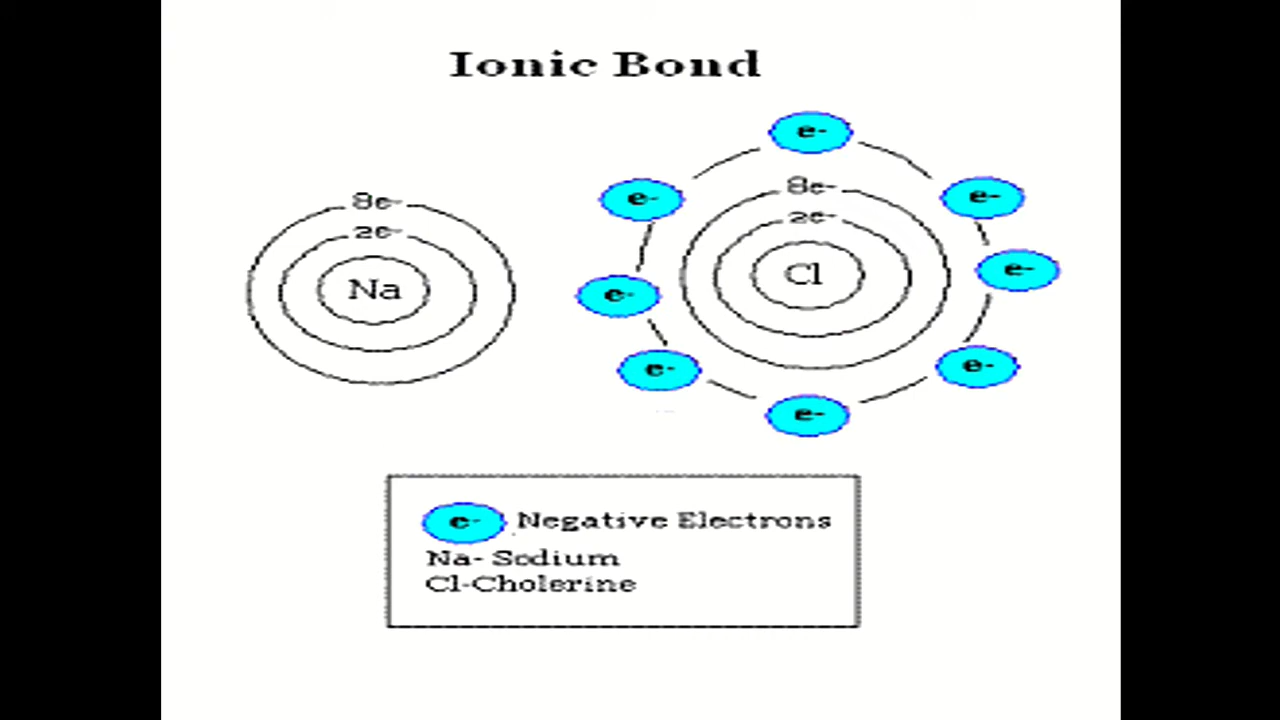 Ionic Bond
e-
e-
e-
8e-
2e-
Cl
e-
e-
e-
e-
e-
8e-
2e-
Na
e- Negative Electrons
Na- Sodium
Cl-Cholerine